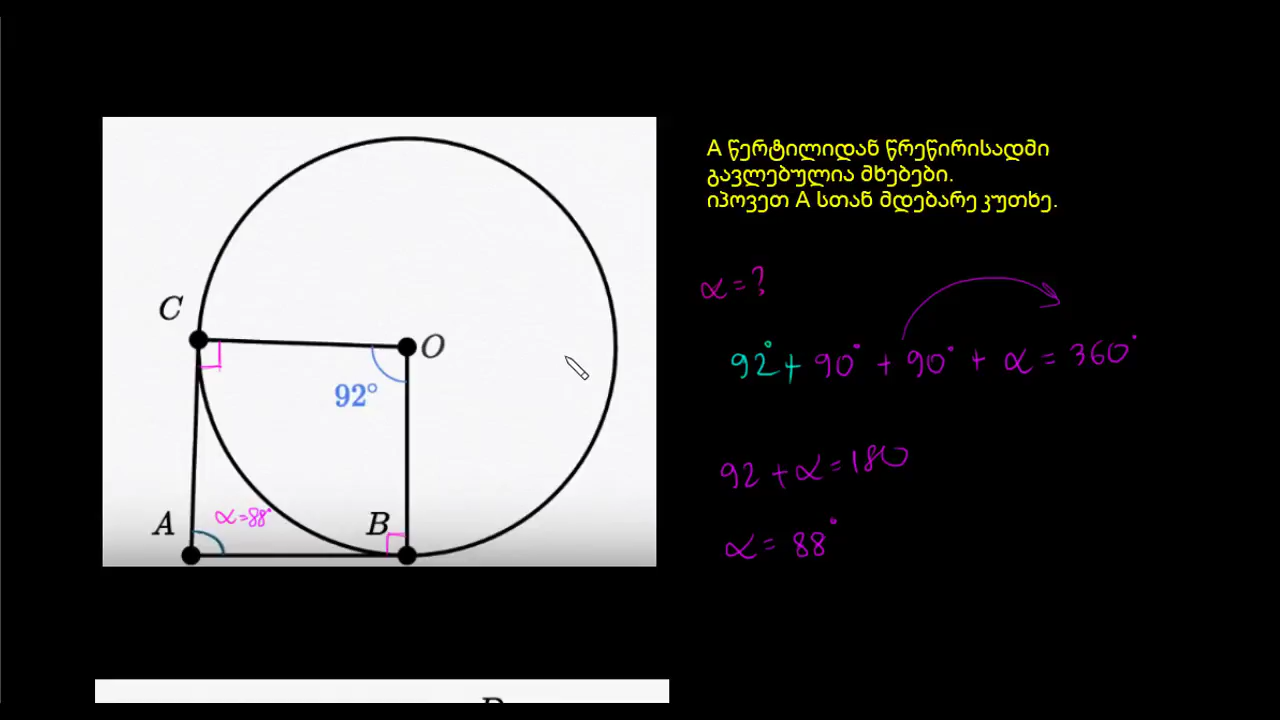 A წერტილიდან წრეწირისადმი
გავლებულია მხებები.
იპოვეთ A სთან მდებარე კუთხე.
α = ?
92° + 90° + 90° + α = 360°
92 + α = 180
α = 88°
C
O
92°
A
α = 88°
B